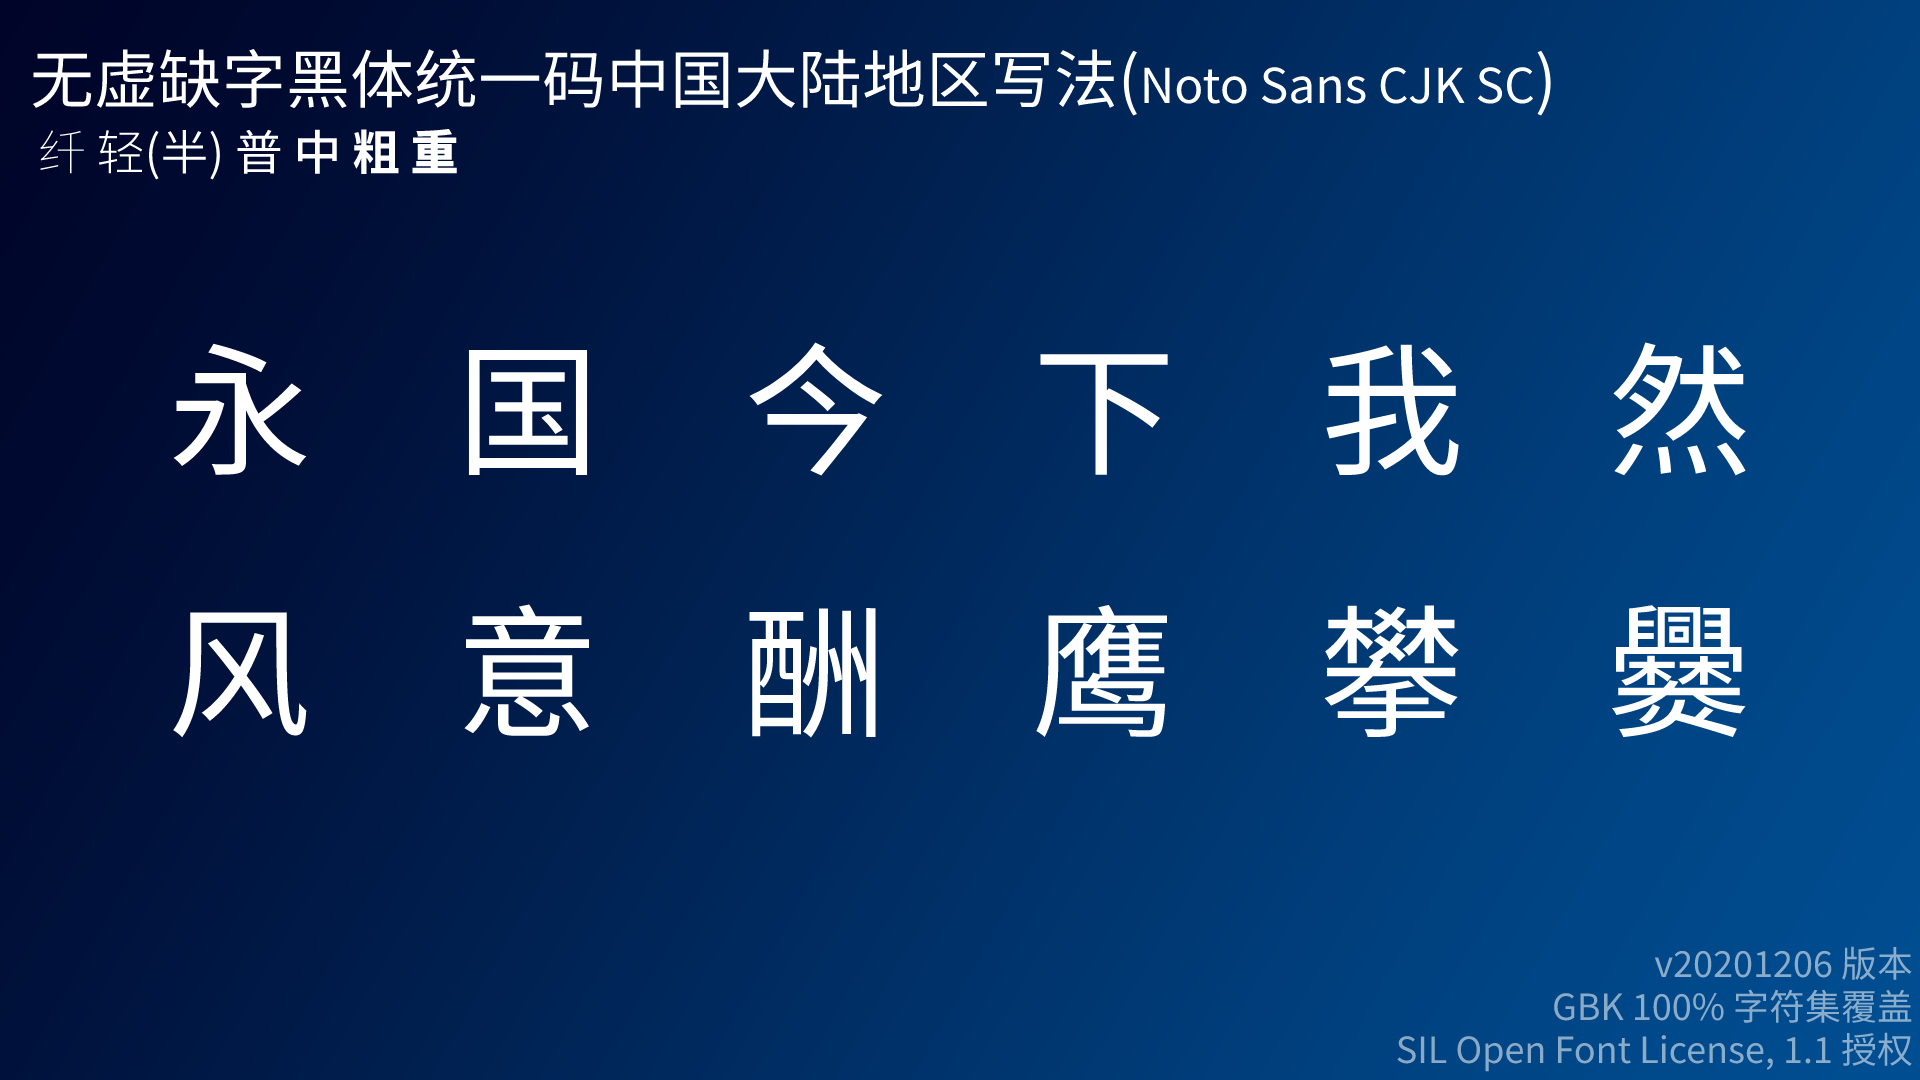 无虚缺字黑体统一码中国大陆地区写法(Noto Sans CJK SC)
纤 轻(半) 普 中 粗 重
永 国 今 下 我 然
风 意 酬 鹰 攀 爨
v20201206 版本
GBK 100% 字符集覆盖
SIL Open Font License, 1.1 授权